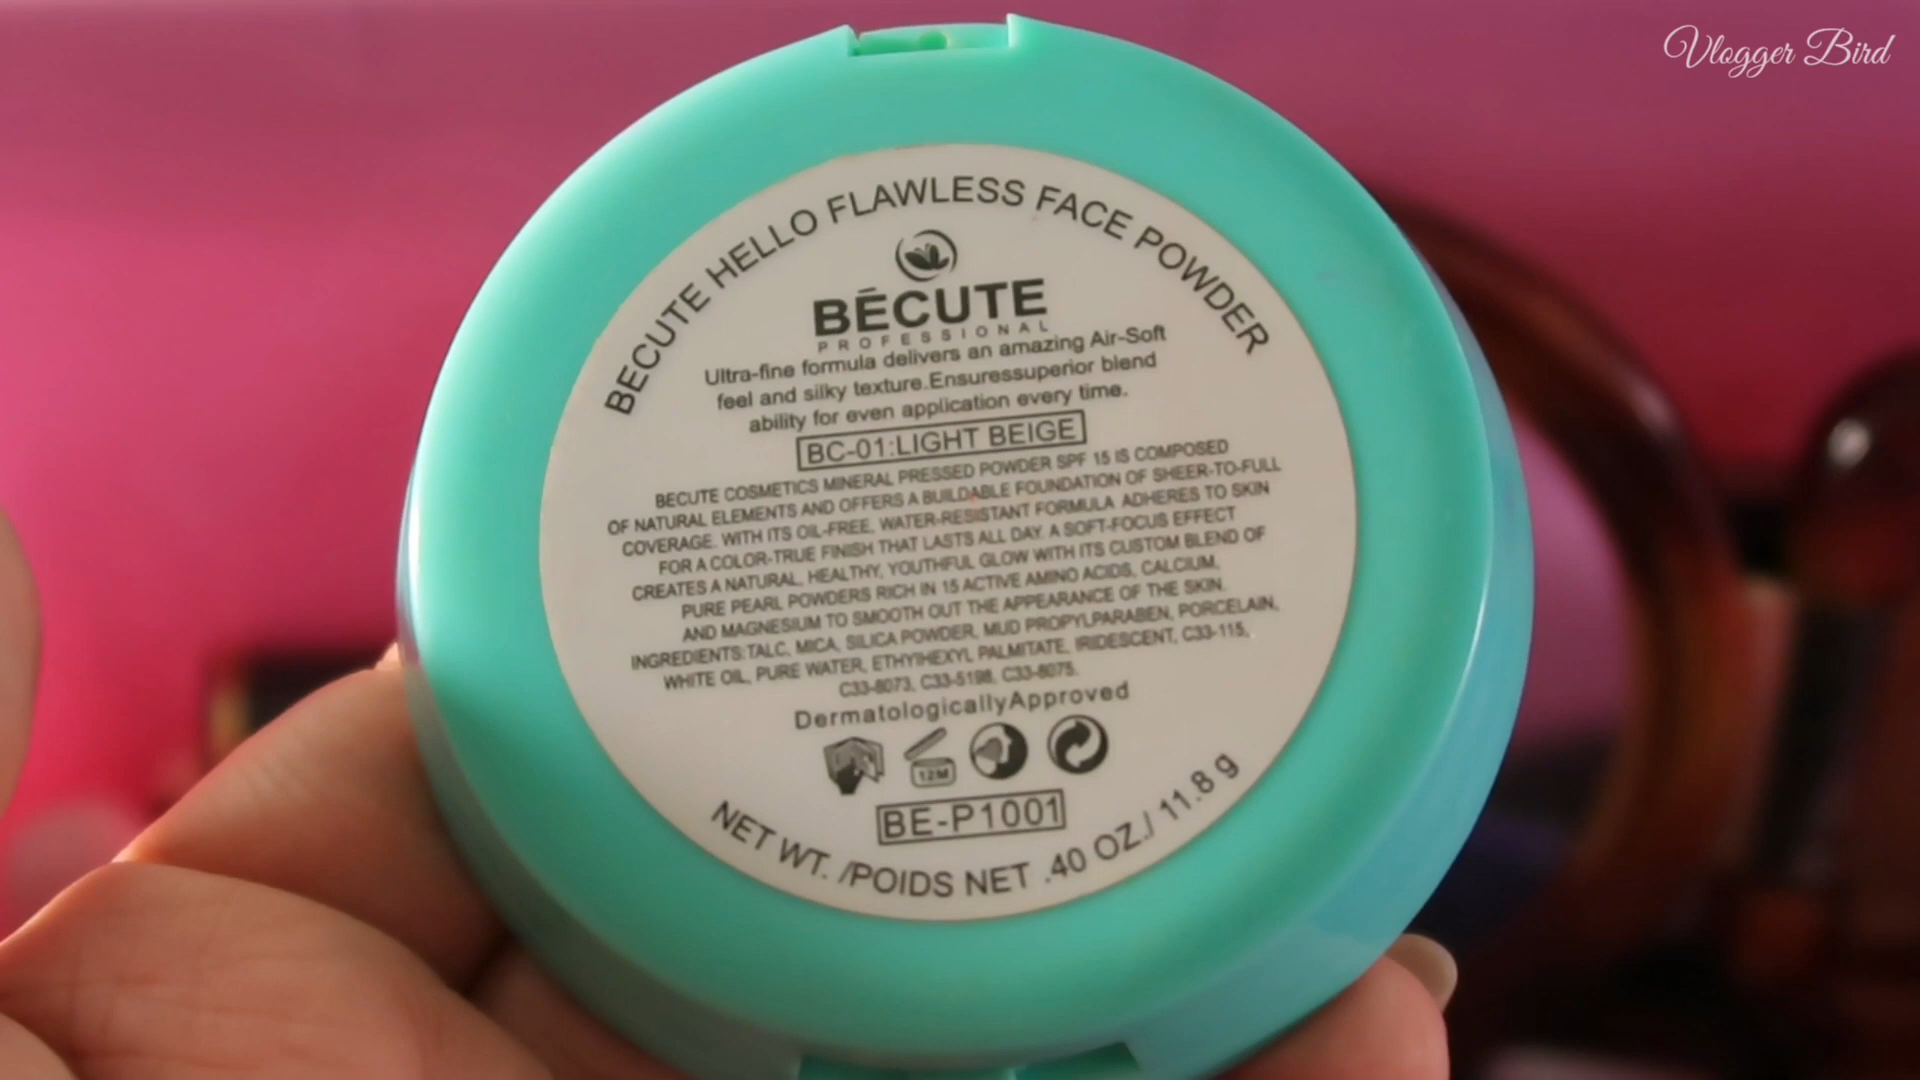 Vlogger Bird
BECUTE HELLO FLAWLESS FACE POWDER
BÉCUTE
PROFESSIONAL
Ultra-fine formula delivers an amazing Air-Soft
feel and silky texture.Ensuressuperior blend
ability for even application every time.
BC-01:LIGHT BEIGE
BECUTE COSMETICS MINERAL PRESSED POWDER SPF 15 IS COMPOSED
OF NATURAL ELEMENTS AND OFFERS A BUILDABLE FOUNDATION OF SHEER-TO-FULL
COVERAGE. WITH ITS OIL-FREE, WATER-RESISTANT FORMULA ADHERES TO SKIN
FOR A COLOR-TRUE FINISH THAT LASTS ALL DAY. A SOFT-FOCUS EFFECT
CREATES A NATURAL, HEALTHY, YOUTHFUL GLOW WITH ITS CUSTOM BLEND OF
PURE PEARL POWDERS RICH IN 15 ACTIVE AMINO ACIDS, CALCIUM,
AND MAGNESIUM TO SMOOTH OUT THE APPEARANCE OF THE SKIN.
INGREDIENTS:TALC, MICA, SILICA POWDER, MUD PROPYLPARABEN, PORCELAIN,
WHITE OIL, PURE WATER, ETHYIHEXYL PALMITATE, IRIDESCENT, C33-115,
C33-8073, C33-5198, C33-8075.
DermatologicallyApproved
12M
BE-P1001
NET WT. /POIDS NET .40 OZ./ 11.8 g